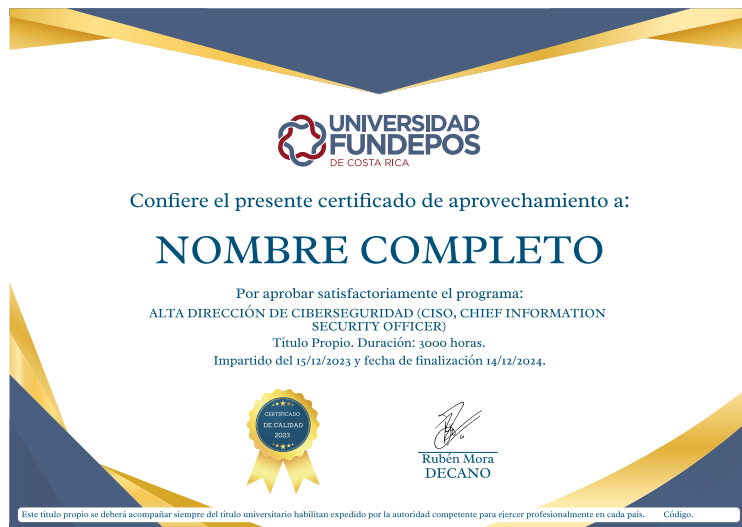 UNIVERSIDAD
FUNDEPOS
DE COSTA RICA
Confiere el presente certificado de aprovechamiento a:
NOMBRE COMPLETO
Por aprobar satisfactoriamente el programa:
ALTA DIRECCIÓN DE CIBERSEGURIDAD (CISO, CHIEF INFORMATION
SECURITY OFFICER)
Título Propio. Duración: 3000 horas.
Impartido del 15/12/2023 y fecha de finalización 14/12/2024.
CERTIFICADO
DE CALIDAD
2023
Rubén Mora
DECANO
Este titulo propio se deberá acompañar siempre del título universitario habilitan expedido por la autoridad competente para ejercer profesionalmente en cada país. Código.